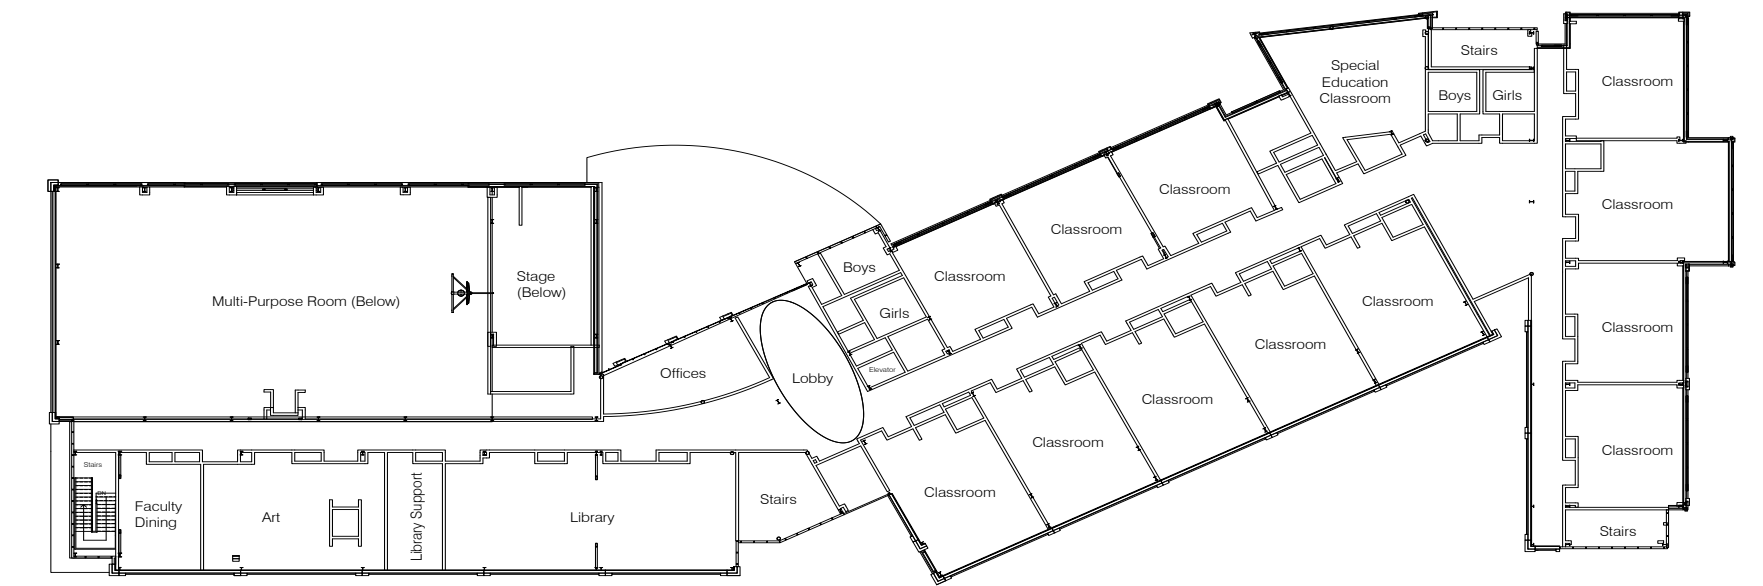 Stairs
Special
Education
Classroom
Boys
Girls
Classroom
Classroom
Classroom
Classroom
Classroom
Boys
Girls
Elevator
Stage
(Below)
Multi-Purpose Room (Below)
Offices
Lobby
Classroom
Classroom
Classroom
Classroom
Classroom
Classroom
Classroom
Stairs
Stairs
DN
Faculty
Dining
Art
Library Support
Library
Stairs